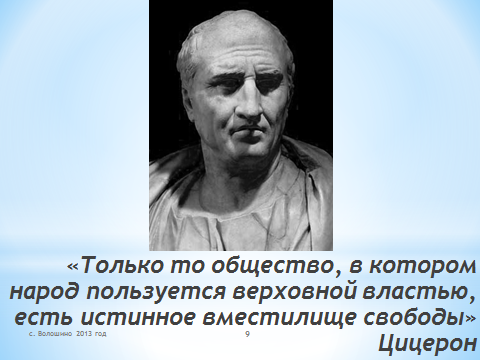 «Только то общество, в котором
народ пользуется верховной властью,
есть истинное вместилище свободы»
с. Волошино 2013 год
9
Цицерон